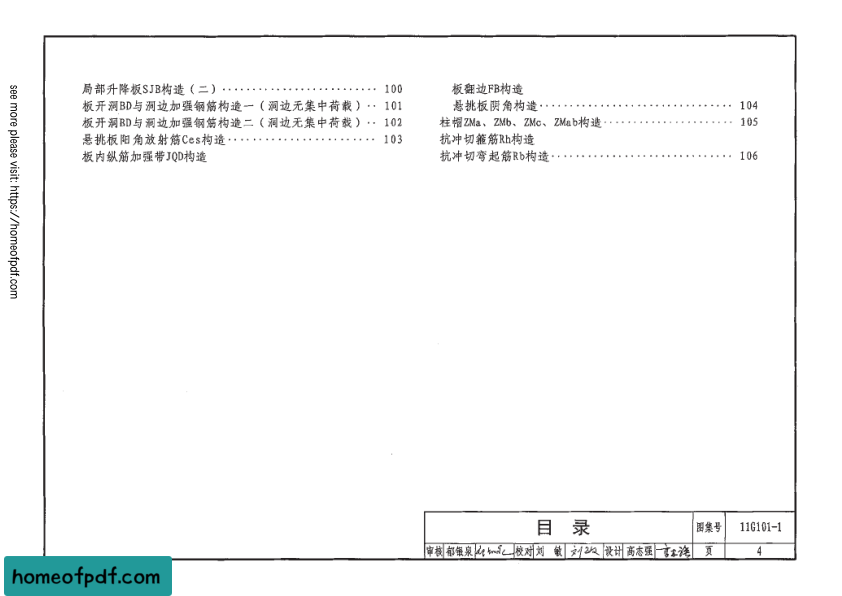 局部升降板SJB构造（二）·························· 100
板开洞BD与洞边加强钢筋构造一（洞边无集中荷载）·· 101
板开洞BD与洞边加强钢筋构造二（洞边无集中荷载）·· 102
悬挑板阳角放射筋Ces构造························ 103
板内纵筋加强带JQD构造
板翻边FB构造
悬挑板阴角构造································ 104
柱帽ZMa、ZMb、ZMc、ZMab构造······················ 105
抗冲切箍筋Rh构造
抗冲切弯起筋Rb构造······························ 106
see more please visit: https://homeofpdf.com
目 录
图集号 11G101-1
审核 郁银泉 校对 刘 敏 设计 高志强 页 4
homeofpdf.com